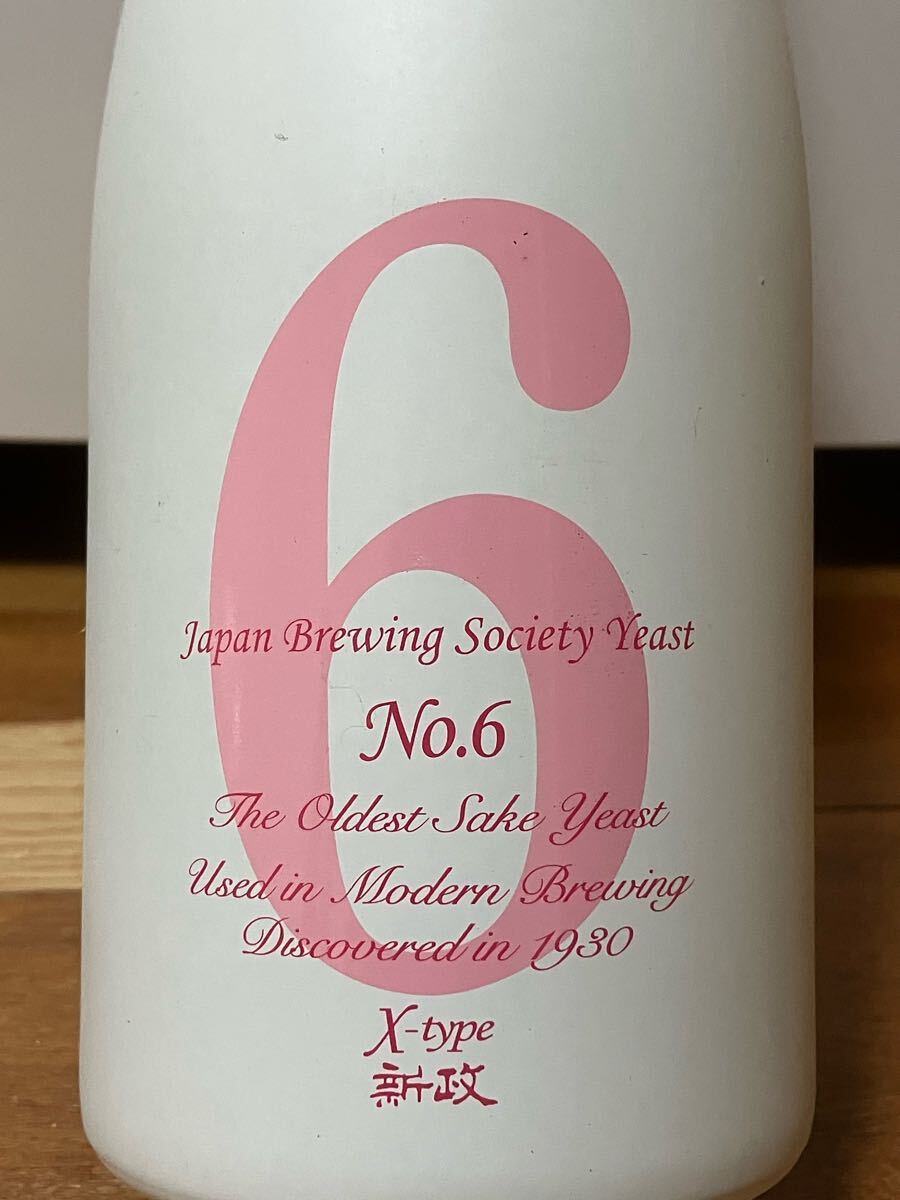 6
Japan Brewing Society Yeast
No.6
The Oldest Sake Yeast
Used in Modern Brewing
Discovered in 1930
X-type
新政